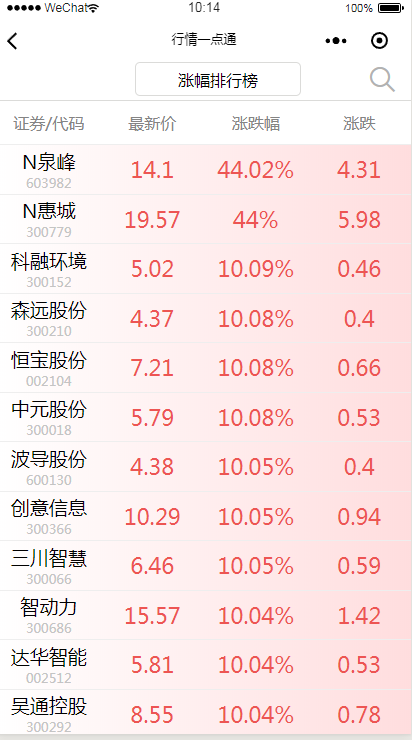 WeChat 10:14 100%
行情一点通
涨幅排行榜
证券/代码 最新价 涨跌幅 涨跌
N泉峰 14.1 44.02% 4.31
603982
N惠城 19.57 44% 5.98
300779
科融环境 5.02 10.09% 0.46
300152
森远股份 4.37 10.08% 0.4
300210
恒宝股份 7.21 10.08% 0.66
002104
中元股份 5.79 10.08% 0.53
300018
波导股份 4.38 10.05% 0.4
600130
创意信息 10.29 10.05% 0.94
300366
三川智慧 6.46 10.05% 0.59
300066
智动力 15.57 10.04% 1.42
300686
达华智能 5.81 10.04% 0.53
002512
吴通控股 8.55 10.04% 0.78
300292